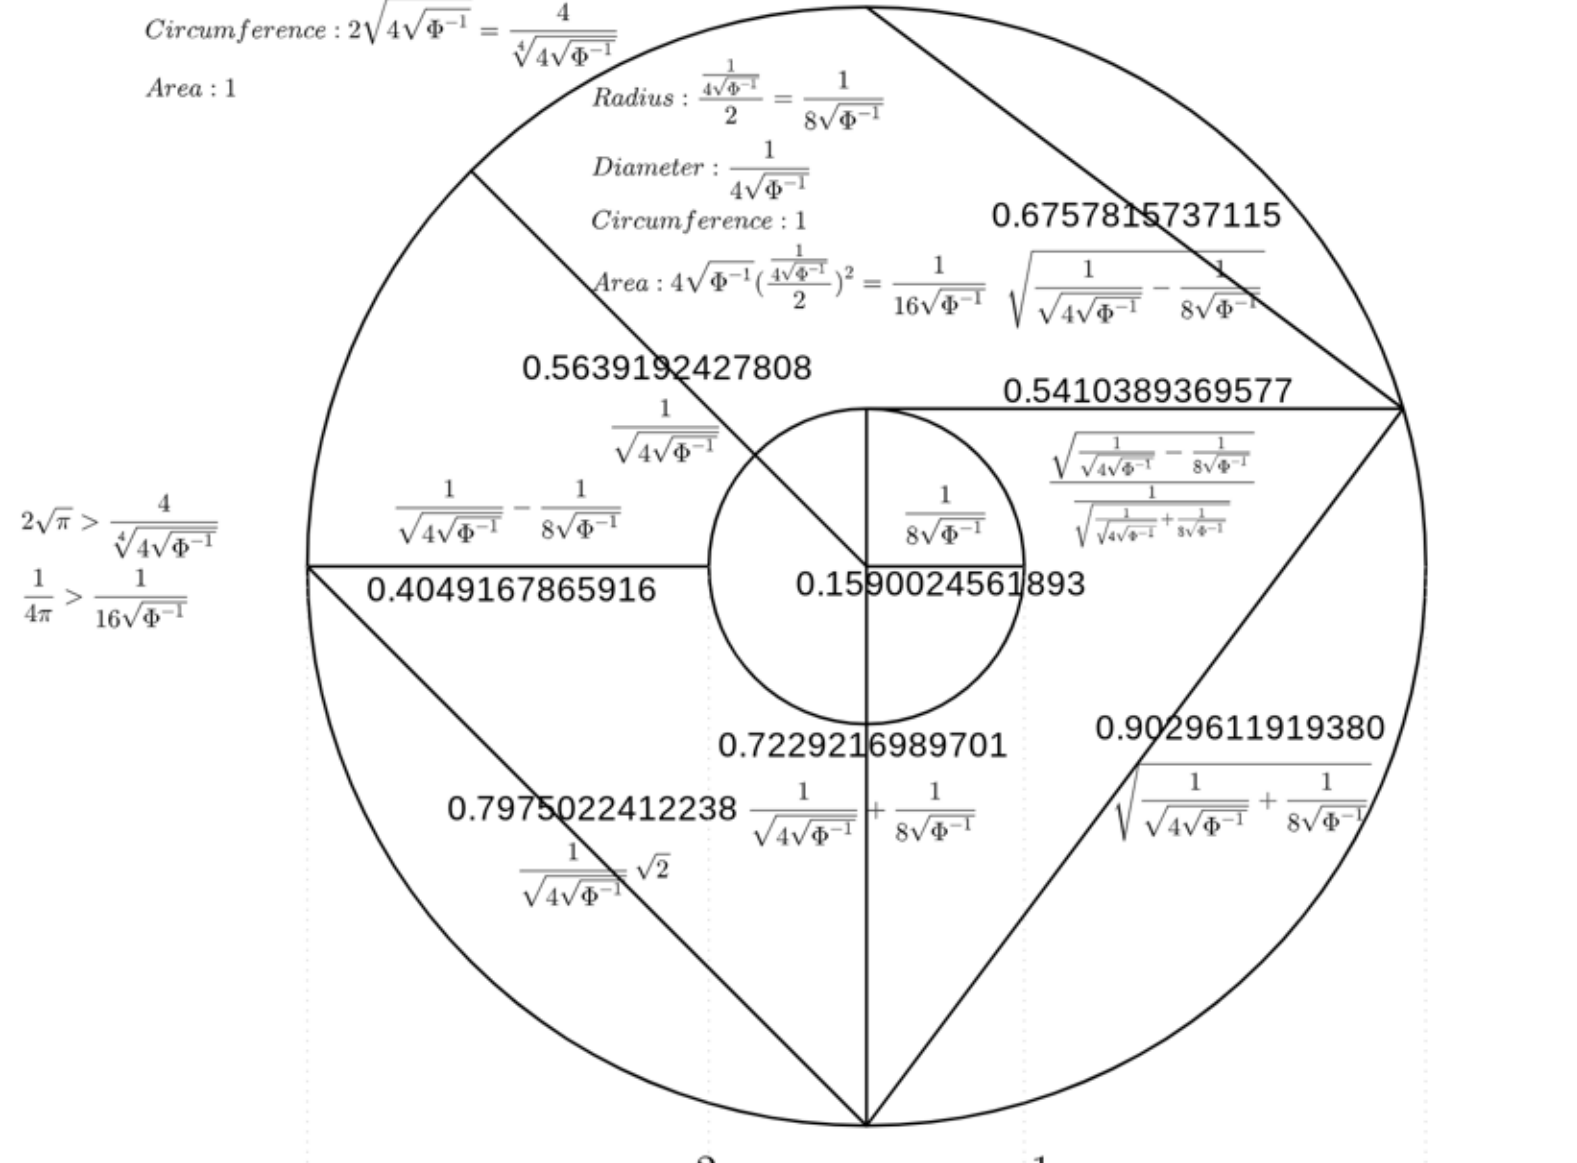 Circumference : 2√(4√(Φ⁻¹)) = 4/∜(4√(Φ⁻¹))
Area : 1
Radius : (1/(4√(Φ⁻¹)))/2 = 1/(8√(Φ⁻¹))
Diameter : 1/(4√(Φ⁻¹))
Circumference : 1
Area : 4√(Φ⁻¹)((1/(4√(Φ⁻¹)))/2)² = 1/(16√(Φ⁻¹))
0.6757815737115
√(1/√(4√(Φ⁻¹)) − 1/(8√(Φ⁻¹)))
0.5639192427808
1/√(4√(Φ⁻¹))
0.5410389369577
√(1/√(4√(Φ⁻¹)) − 1/(8√(Φ⁻¹))) / (1/√(1/√(4√(Φ⁻¹)) + 1/(8√(Φ⁻¹))))
1/√(4√(Φ⁻¹)) − 1/(8√(Φ⁻¹))
0.4049167865916
1/(8√(Φ⁻¹))
0.1590024561893
2√π > 4/∜(4√(Φ⁻¹))
1/(4π) > 1/(16√(Φ⁻¹))
0.7229216989701
1/√(4√(Φ⁻¹)) + 1/(8√(Φ⁻¹))
0.9029611919380
√(1/√(4√(Φ⁻¹)) + 1/(8√(Φ⁻¹)))
0.7975022412238
1/√(4√(Φ⁻¹)) √2